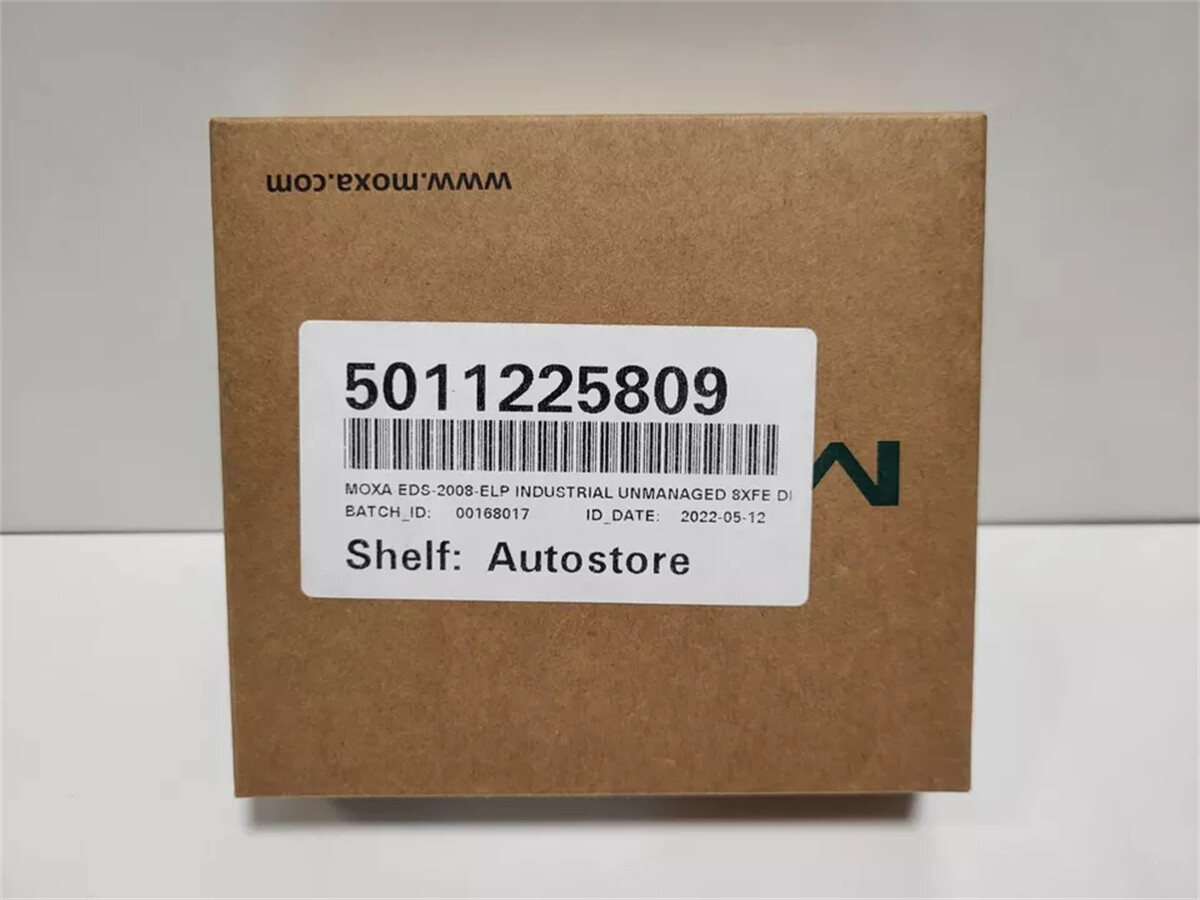 www.moxa.com
5011225809
MOXA EDS-2008-ELP INDUSTRIAL UNMANAGED 8XFE DI
BATCH_ID: 00168017 ID_DATE: 2022-05-12
Shelf: Autostore
M